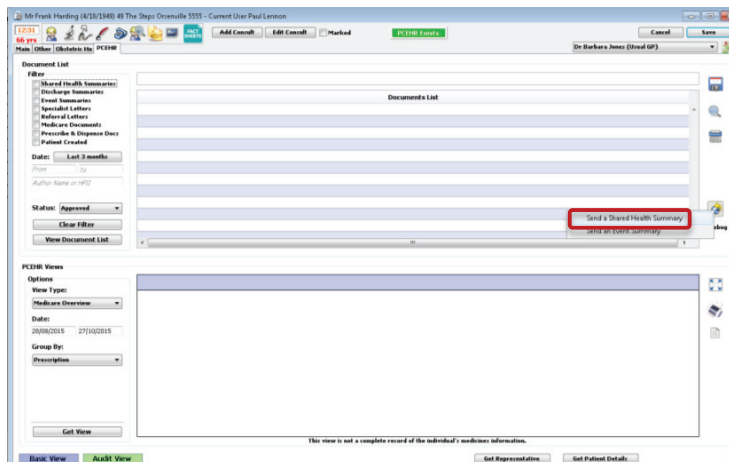 Mr Frank Harding (4/10/1949) 49 The Steps Orrenville 5555 - Current User Paul Lennon
12:31
66 yrs
FACT SHEETS
Add Consult
Edit Consult
Marked
PCEHR Exists
Cancel
Save
Main Other Obstetric Hx PCEHR
Dr Barbara Jones (Usual GP)
Document List
Filter
Shared Health Summaries
Discharge Summaries
Event Summaries
Specialist Letters
Referral Letters
Medicare Documents
Prescribe & Dispense Docs
Patient Created
Date: Last 3 months
From To
Author Name or HPII
Status: Approved
Clear Filter
View Document List
Documents List
Send a Shared Health Summary
Send an Event Summary
PCEHR Views
Options
View Type:
Medicare Overview
Date:
20/08/2015 27/10/2015
Group By:
Prescription
Get View
This view is not a complete record of the individual's medicines information.
Basic View
Audit View
Get Representative
Get Patient Details